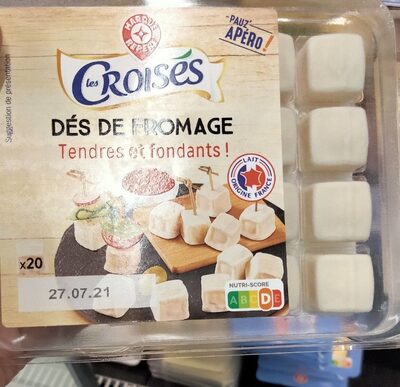 MARQUE REPÈRE
"PAUZ' APÉRO!"
les CROISÉS
DÉS DE FROMAGE
Tendres et fondants !
LAIT
ORIGINE FRANCE
Suggestion de présentation
x20
27.07.21
NUTRI-SCORE
A B C D E